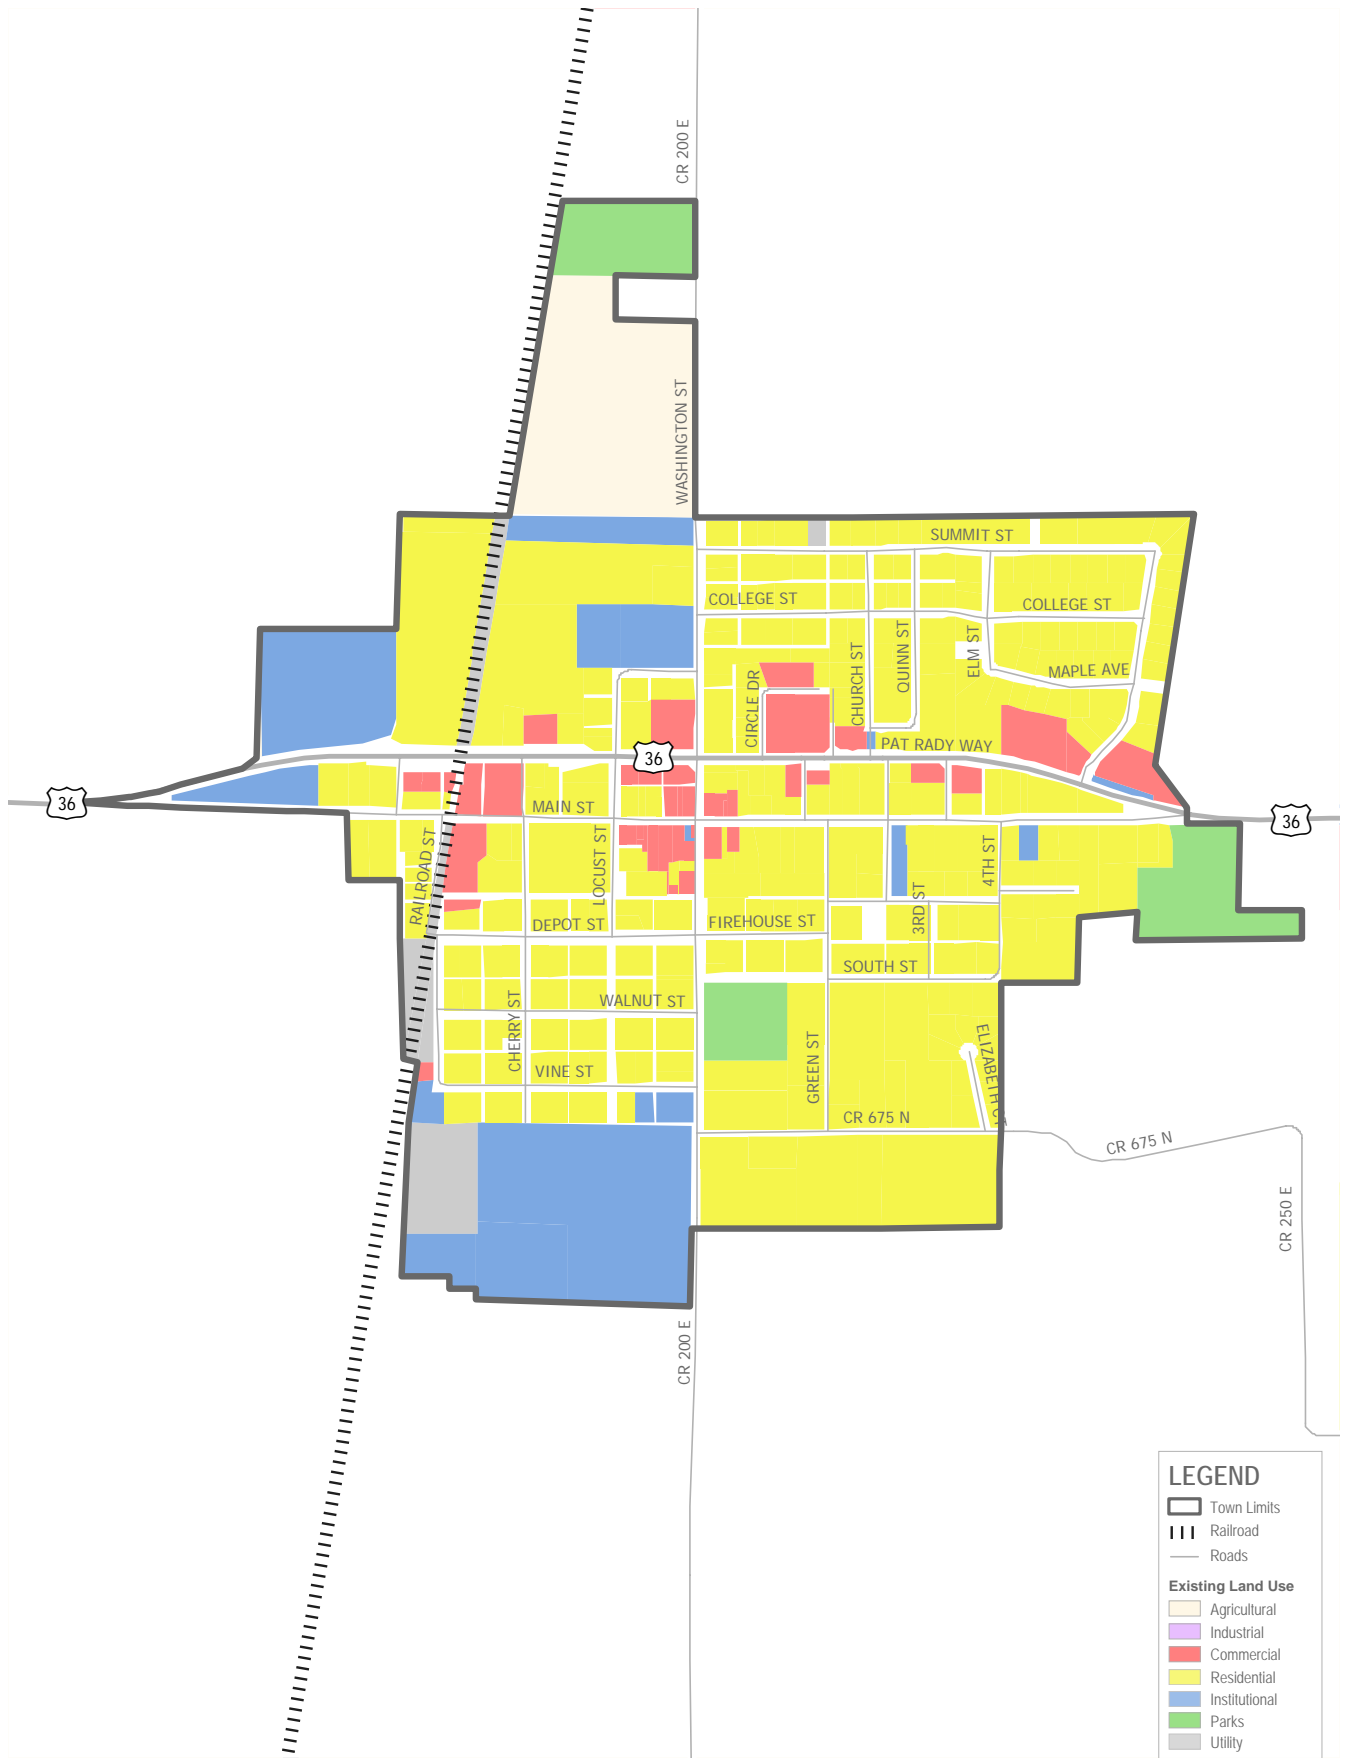 CR 200 E
WASHINGTON ST
SUMMIT ST
COLLEGE ST
COLLEGE ST
CIRCLE DR
CHURCH ST
QUINN ST
ELM ST
MAPLE AVE
PAT RADY WAY
36
36
36
MAIN ST
RAILROAD ST
LOCUST ST
DEPOT ST
FIREHOUSE ST
3RD ST
4TH ST
SOUTH ST
WALNUT ST
CHERRY ST
VINE ST
GREEN ST
ELIZABETH CT
CR 675 N
CR 675 N
CR 250 E
CR 200 E
LEGEND
Town Limits
Railroad
Roads
Existing Land Use
Agricultural
Industrial
Commercial
Residential
Institutional
Parks
Utility